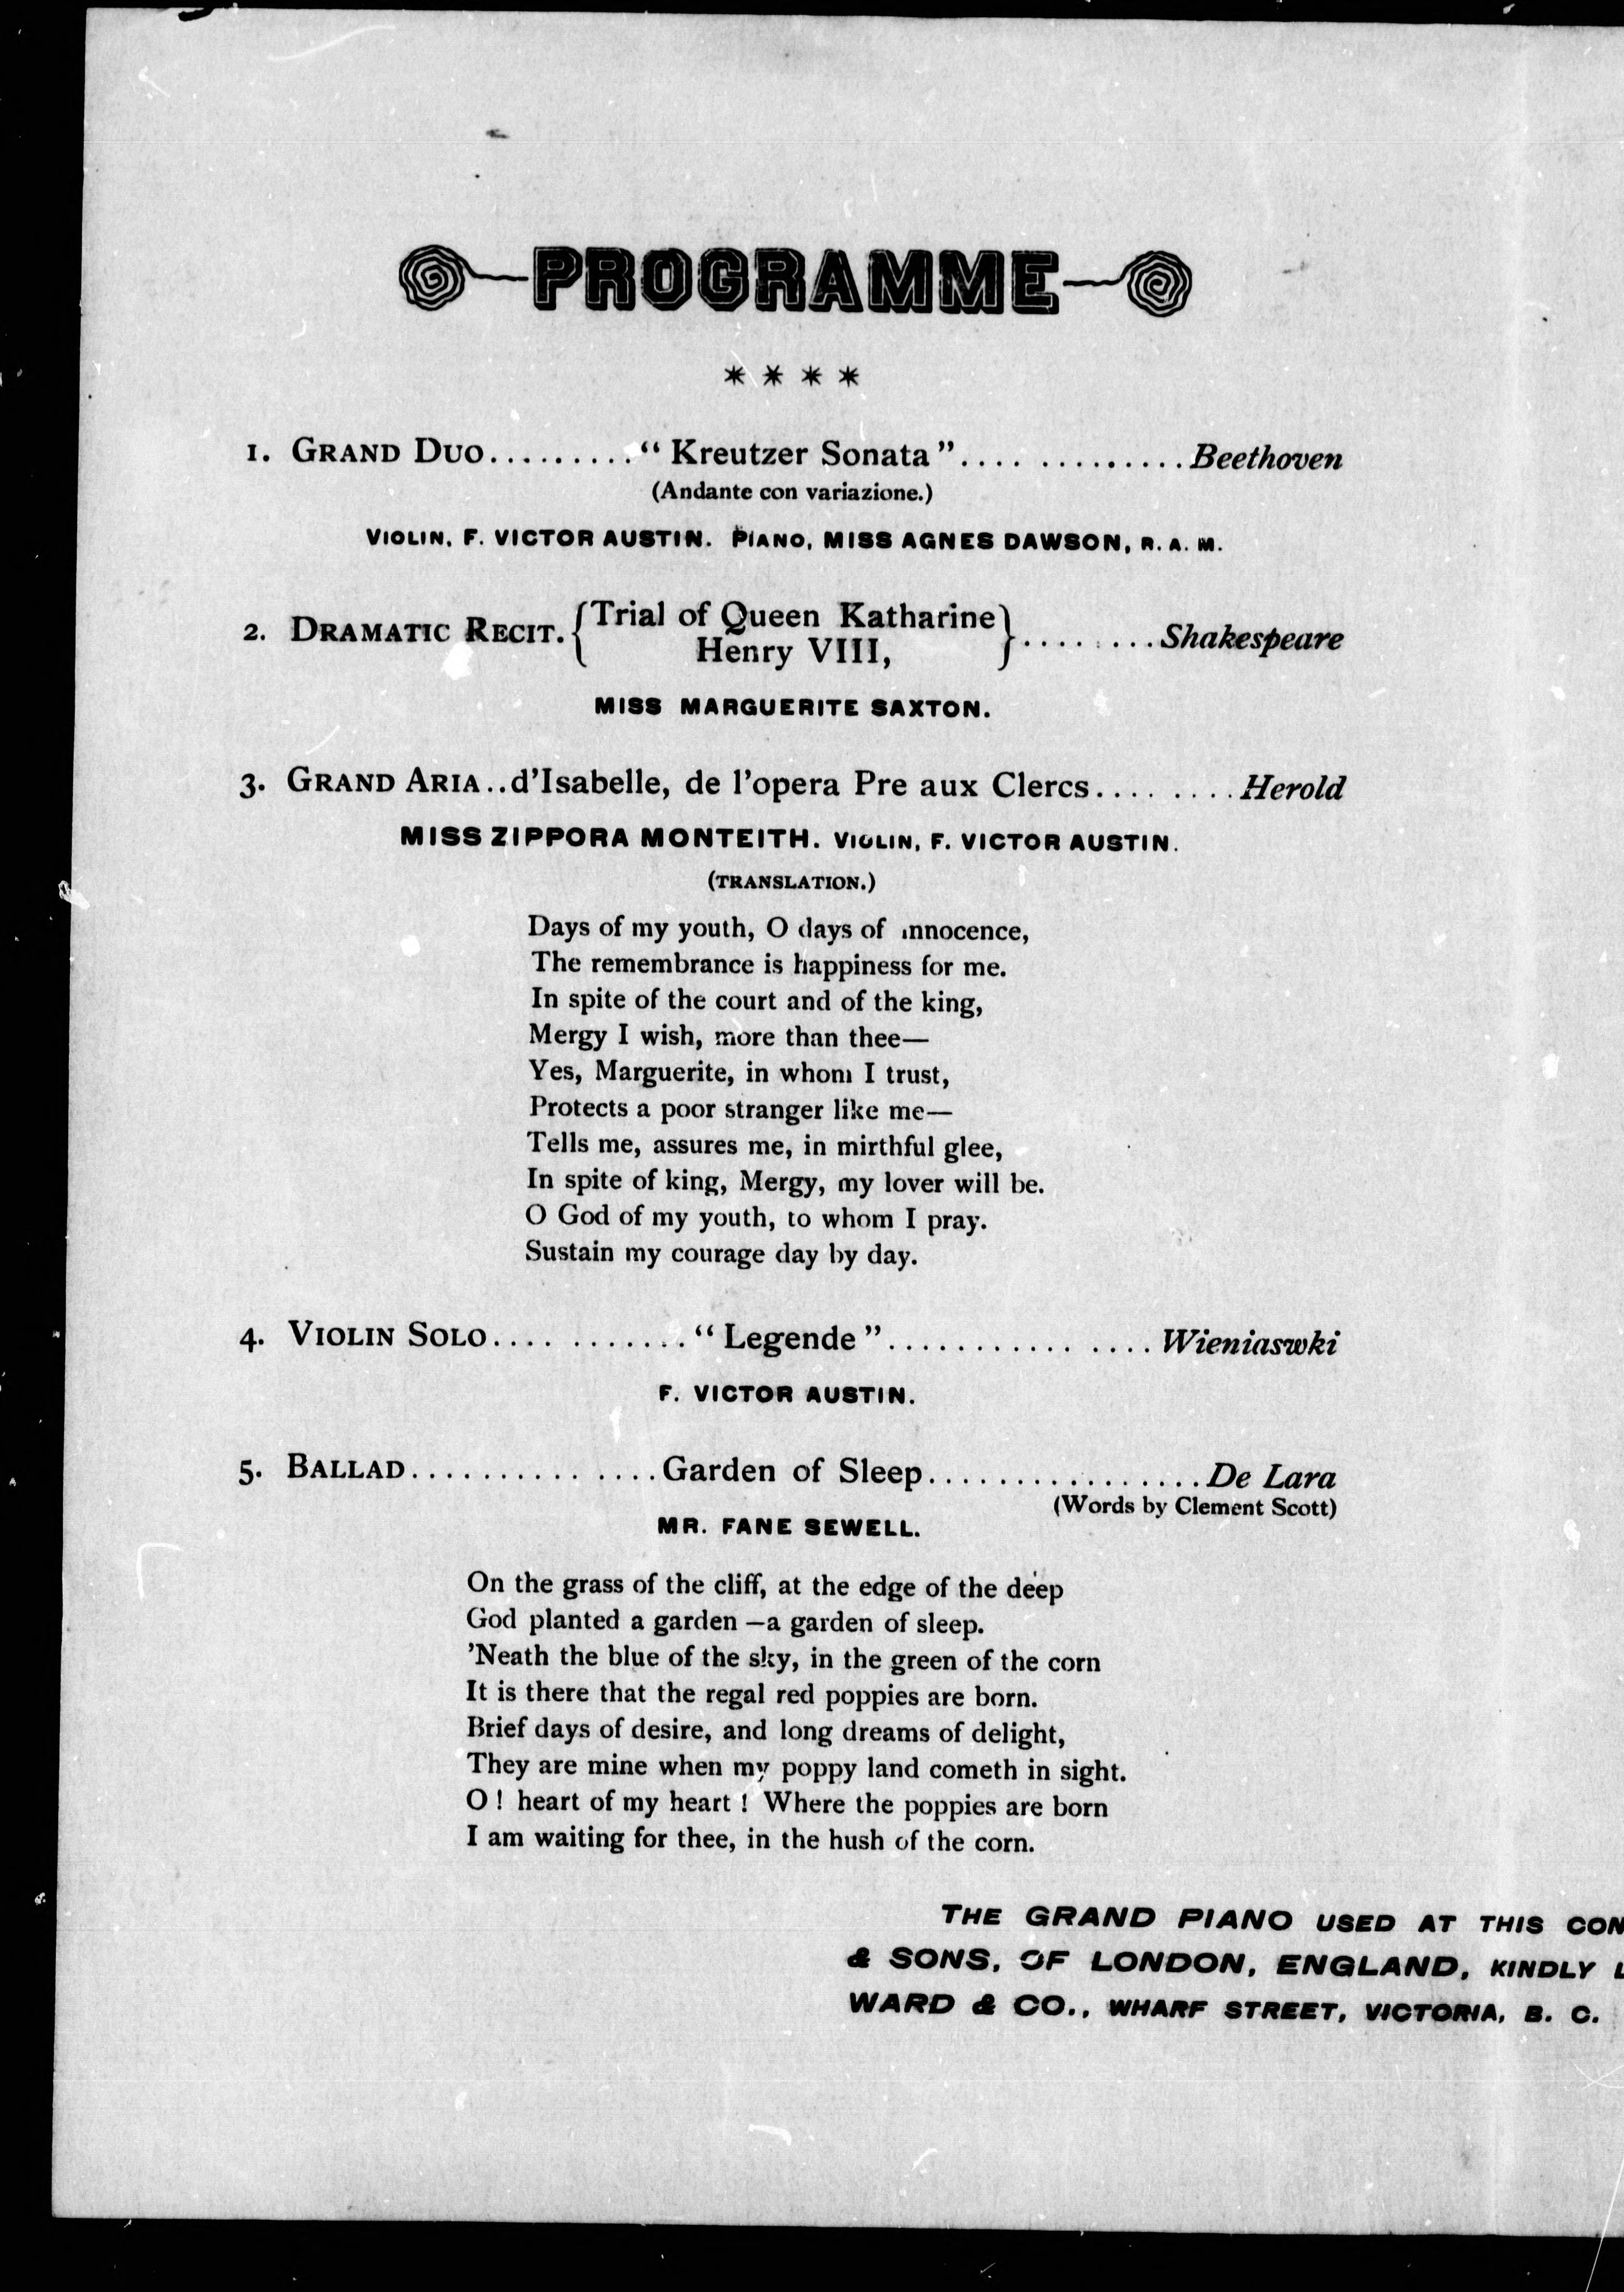 PROGRAMME
* * * *
1. GRAND DUO.........“ Kreutzer Sonata ”.... .........Beethoven
(Andante con variazione.)
VIOLIN, F. VICTOR AUSTIN. PIANO, MISS AGNES DAWSON, R. A. M.
2. DRAMATIC RECIT. {Trial of Queen Katharine} ........Shakespeare
Henry VIII,
MISS MARGUERITE SAXTON.
3. GRAND ARIA..d’Isabelle, de l’opera Pre aux Clercs.... ....Herold
MISS ZIPPORA MONTEITH. VIOLIN, F. VICTOR AUSTIN.
(TRANSLATION.)
Days of my youth, O days of innocence,
The remembrance is happiness for me.
In spite of the court and of the king,
Mergy I wish, more than thee—
Yes, Marguerite, in whom I trust,
Protects a poor stranger like me—
Tells me, assures me, in mirthful glee,
In spite of king, Mergy, my lover will be.
O God of my youth, to whom I pray.
Sustain my courage day by day.
4. VIOLIN SOLO.... ........“ Legende ”........... ....Wieniaswki
F. VICTOR AUSTIN.
5. BALLAD.......... ....Garden of Sleep................De Lara
(Words by Clement Scott)
MR. FANE SEWELL.
On the grass of the cliff, at the edge of the deep
God planted a garden —a garden of sleep.
’Neath the blue of the sky, in the green of the corn
It is there that the regal red poppies are born.
Brief days of desire, and long dreams of delight,
They are mine when my poppy land cometh in sight.
O ! heart of my heart ! Where the poppies are born
I am waiting for thee, in the hush of the corn.
THE GRAND PIANO USED AT THIS CON
& SONS, OF LONDON, ENGLAND, KINDLY L
WARD & CO., WHARF STREET, VICTORIA, B. C.